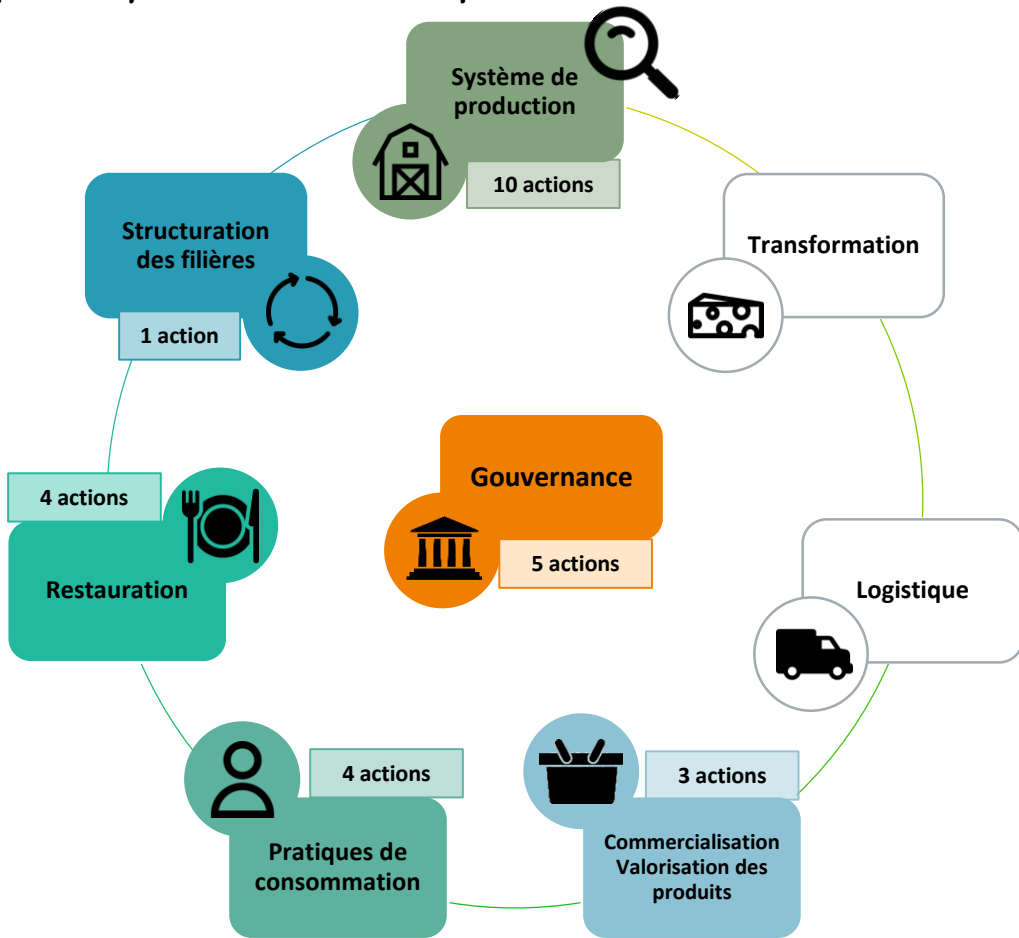 Système de
production
10 actions
Structuration
des filières
1 action
Transformation
Gouvernance
5 actions
4 actions
Restauration
Logistique
4 actions
Pratiques de
consommation
3 actions
Commercialisation
Valorisation des
produits